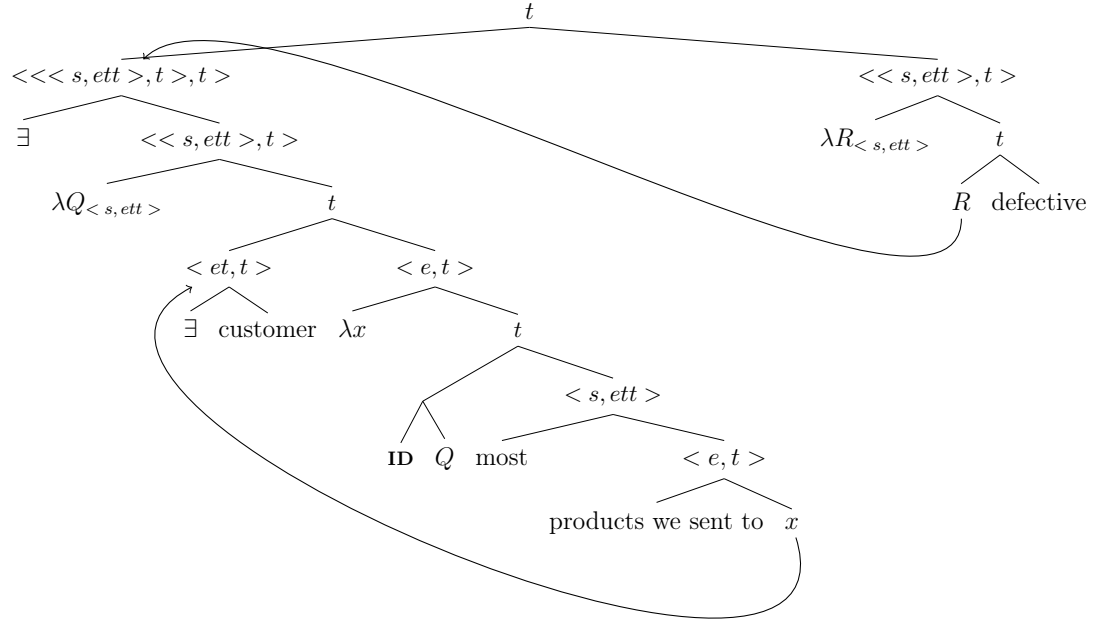 t
<<< s, ett >, t >, t > << s, ett >, t >
∃ << s, ett >, t > λR< s, ett > t
λQ< s, ett > t R defective
< et, t > < e, t >
∃ customer λx t
< s, ett >
ID Q most < e, t >
products we sent to x